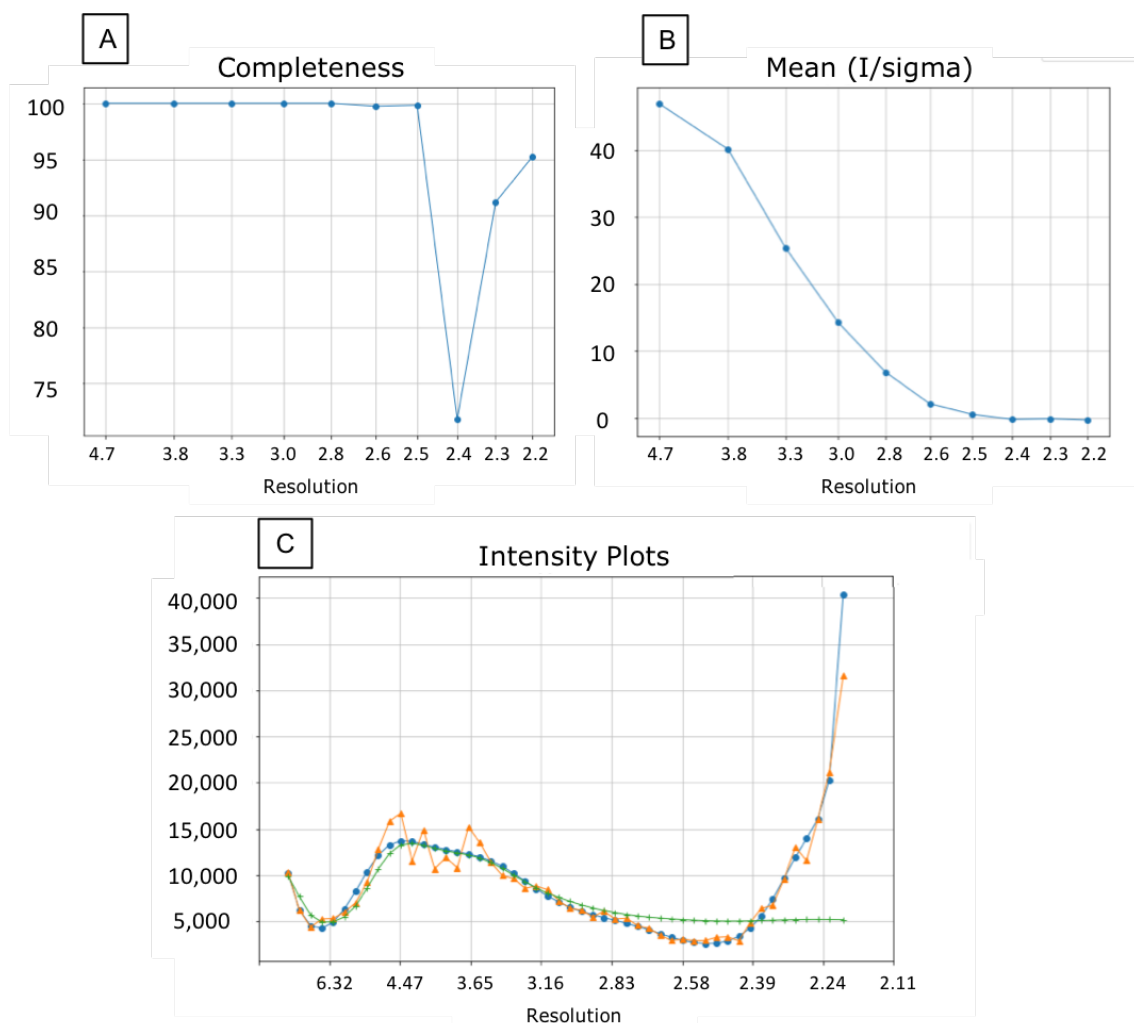 A
Completeness
100
95
90
85
80
75
4.7 3.8 3.3 3.0 2.8 2.6 2.5 2.4 2.3 2.2
Resolution
B
Mean (I/sigma)
40
30
20
10
0
4.7 3.8 3.3 3.0 2.8 2.6 2.5 2.4 2.3 2.2
Resolution
C
Intensity Plots
40,000
35,000
30,000
25,000
20,000
15,000
10,000
5,000
6.32 4.47 3.65 3.16 2.83 2.58 2.39 2.24 2.11
Resolution